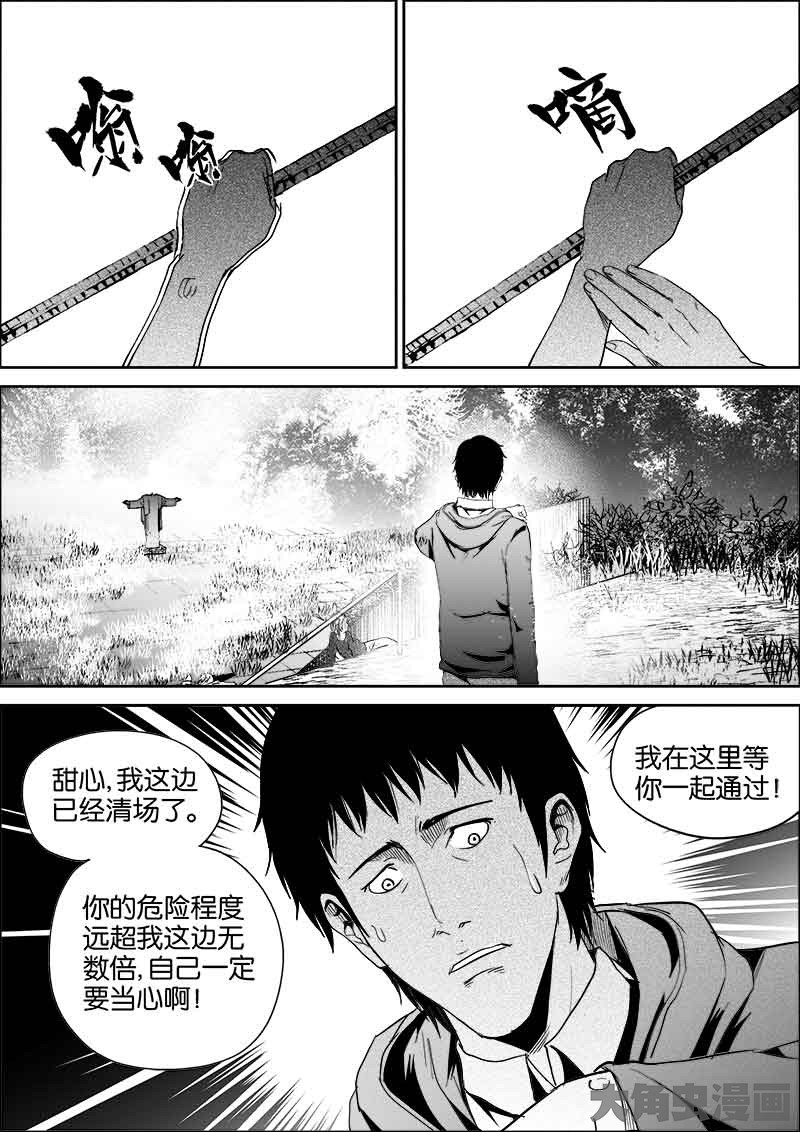 嘀
甜心,我这边
已经清场了。
你的危险程度
远超我这边无
数倍,自己一定
要当心啊!
我在这里等
你一起通过!
大角虫漫画